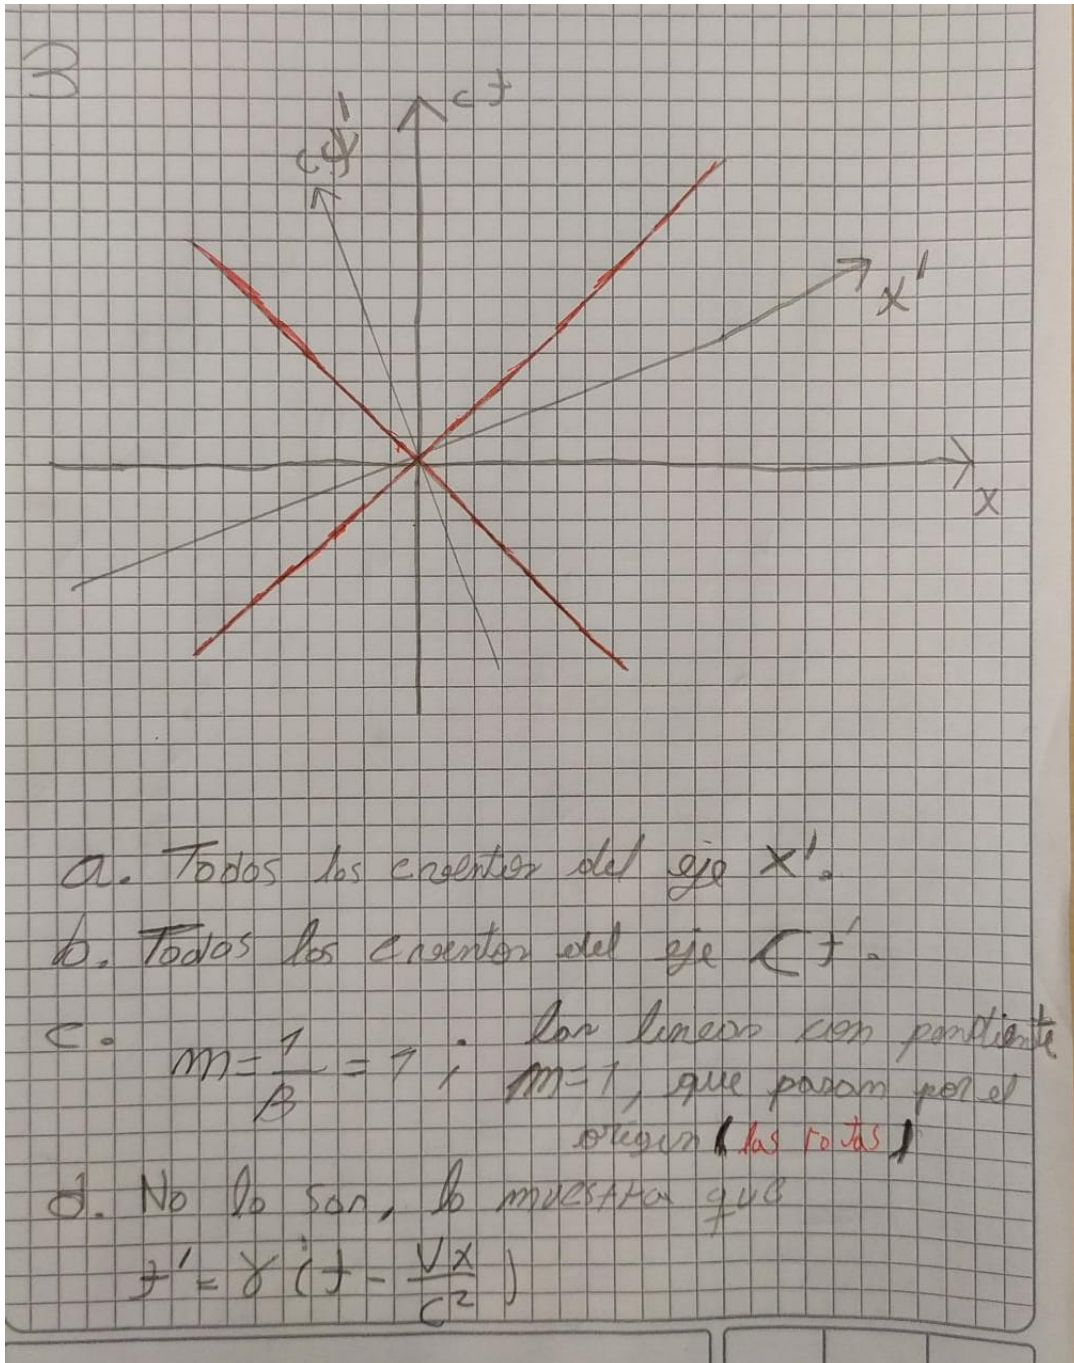 3
ct
ct'
x'
x
a. Todos los eventos del eje x'.
b. Todos los eventos del eje ct'.
c. m = 1/β = 1 ; las lineas con pendiente
m=1, que pasan por el
origen (las rojas)
d. No lo son, lo muestra que
t' = γ (t - vx/c²)